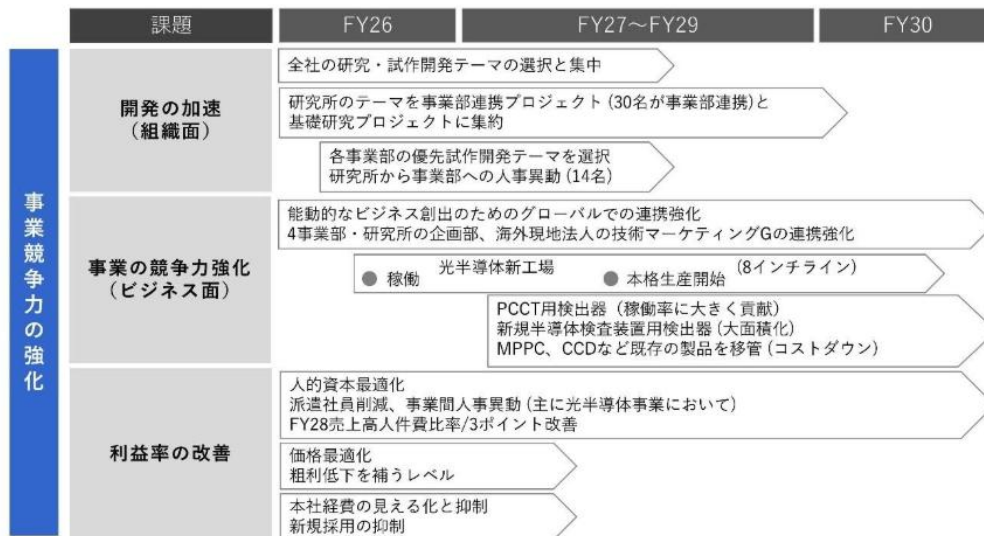 課題
FY26
FY27～FY29
FY30
事業競争力の強化
開発の加速
（組織面）
全社の研究・試作開発テーマの選択と集中
研究所のテーマを事業部連携プロジェクト（30名が事業部連携）と
基礎研究プロジェクトに集約
各事業部の優先試作開発テーマを選択
研究所から事業部への人事異動（14名）
事業の競争力強化
（ビジネス面）
能動的なビジネス創出のためのグローバルでの連携強化
4事業部・研究所の企画部、海外現地法人の技術マーケティングGの連携強化
光半導体新工場
（8インチライン）
稼働
本格生産開始
PCCT用検出器（稼働率に大きく貢献）
新規半導体検査装置用検出器（大面積化）
MPPC、CCDなど既存の製品を移管（コストダウン）
利益率の改善
人的資本最適化
派遣社員削減、事業間人事異動（主に光半導体事業において）
FY28売上高人件費比率/3ポイント改善
価格最適化
粗利低下を補うレベル
本社経費の見える化と抑制
新規採用の抑制